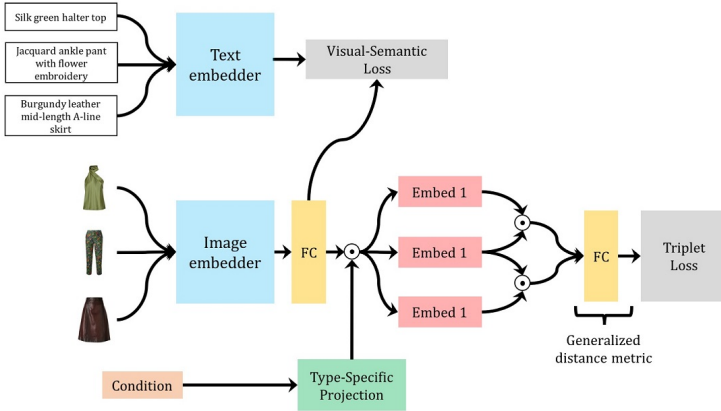 Silk green halter top
Jacquard ankle pant
with flower
embroidery
Burgundy leather
mid-length A-line
skirt
Text
embedder
Visual-Semantic
Loss
Image
embedder
FC
Embed 1
Embed 1
Embed 1
FC
Triplet
Loss
Generalized
distance metric
Condition
Type-Specific
Projection